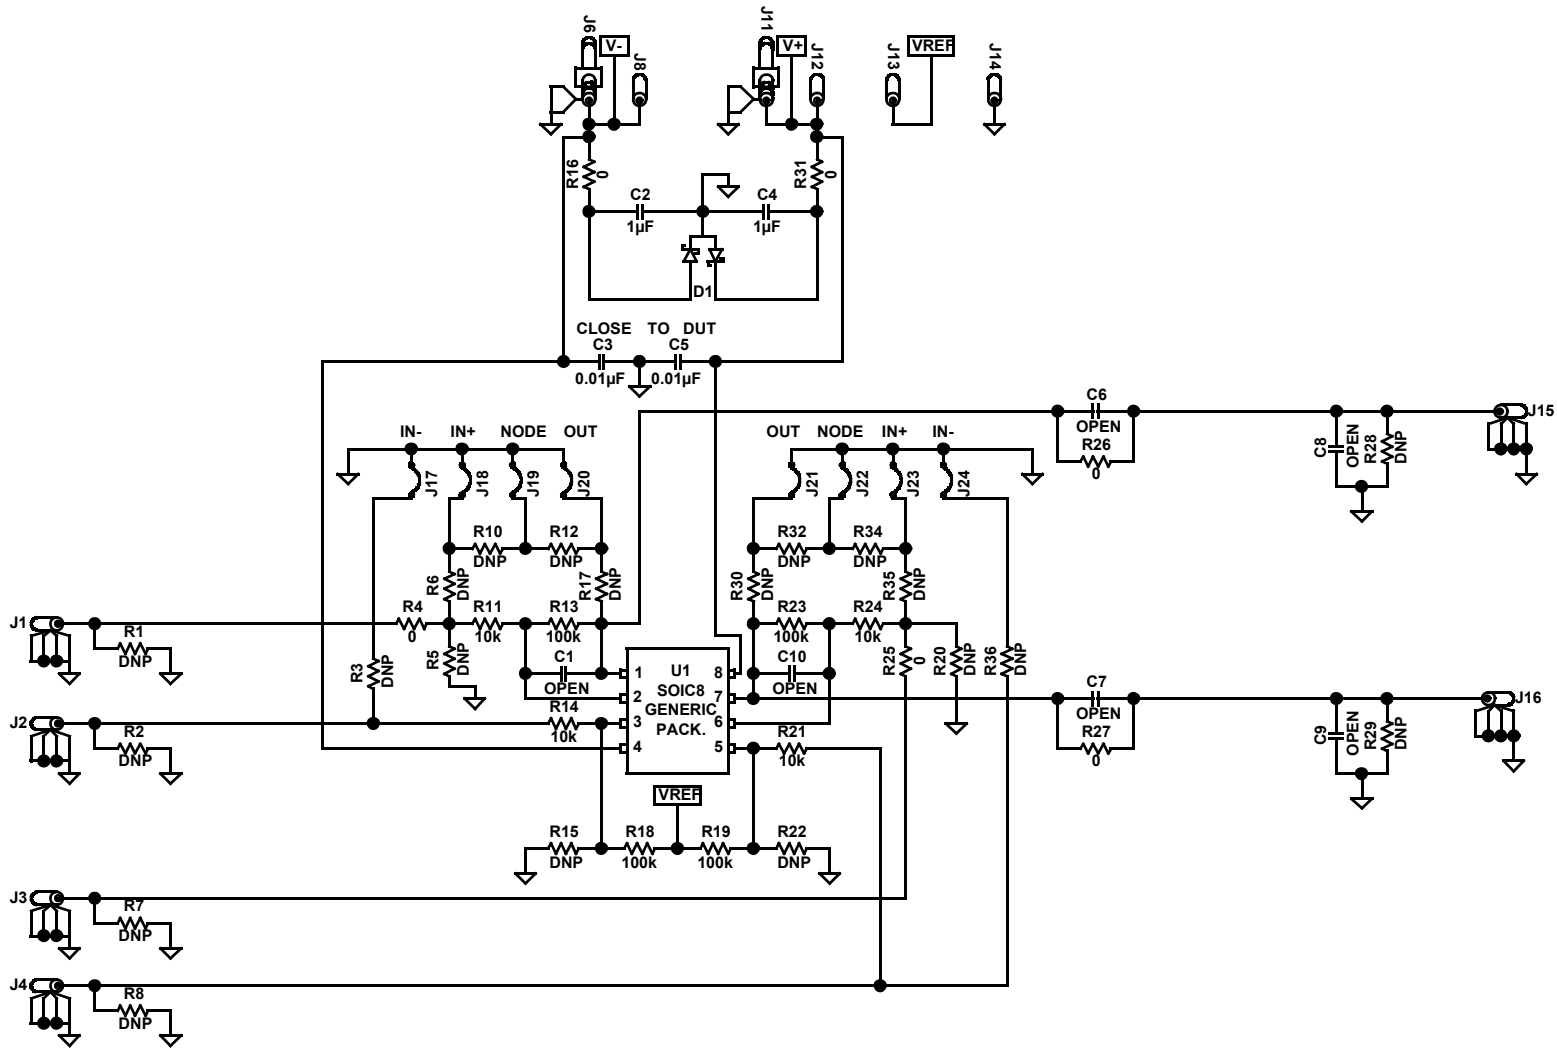 J6
V-
J8
J11
V+
J12
J13
VREF
J14
R16
0
R31
0
C2
1µF
C4
1µF
D1
CLOSE TO DUT
C3
0.01µF
C5
0.01µF
IN-
IN+
NODE
OUT
OUT
NODE
IN+
IN-
J17
J18
J19
J20
J21
J22
J23
J24
C6
OPEN
R26
0
C8
OPEN
R28
DNP
J15
R10
DNP
R12
DNP
R32
DNP
R34
DNP
R6
DNP
R17
DNP
R30
DNP
R35
DNP
J1
R1
DNP
R4
0
R11
10k
R13
100k
R23
100k
R24
10k
R3
DNP
R5
DNP
C1
OPEN
C10
OPEN
R25
0
R20
DNP
R36
DNP
1
2
3
4
U1
SOIC8
GENERIC
PACK.
8
7
6
5
J2
R2
DNP
R14
10k
R21
10k
C7
OPEN
R27
0
C9
OPEN
R29
DNP
J16
VREF
R15
DNP
R18
100k
R19
100k
R22
DNP
J3
R7
DNP
J4
R8
DNP